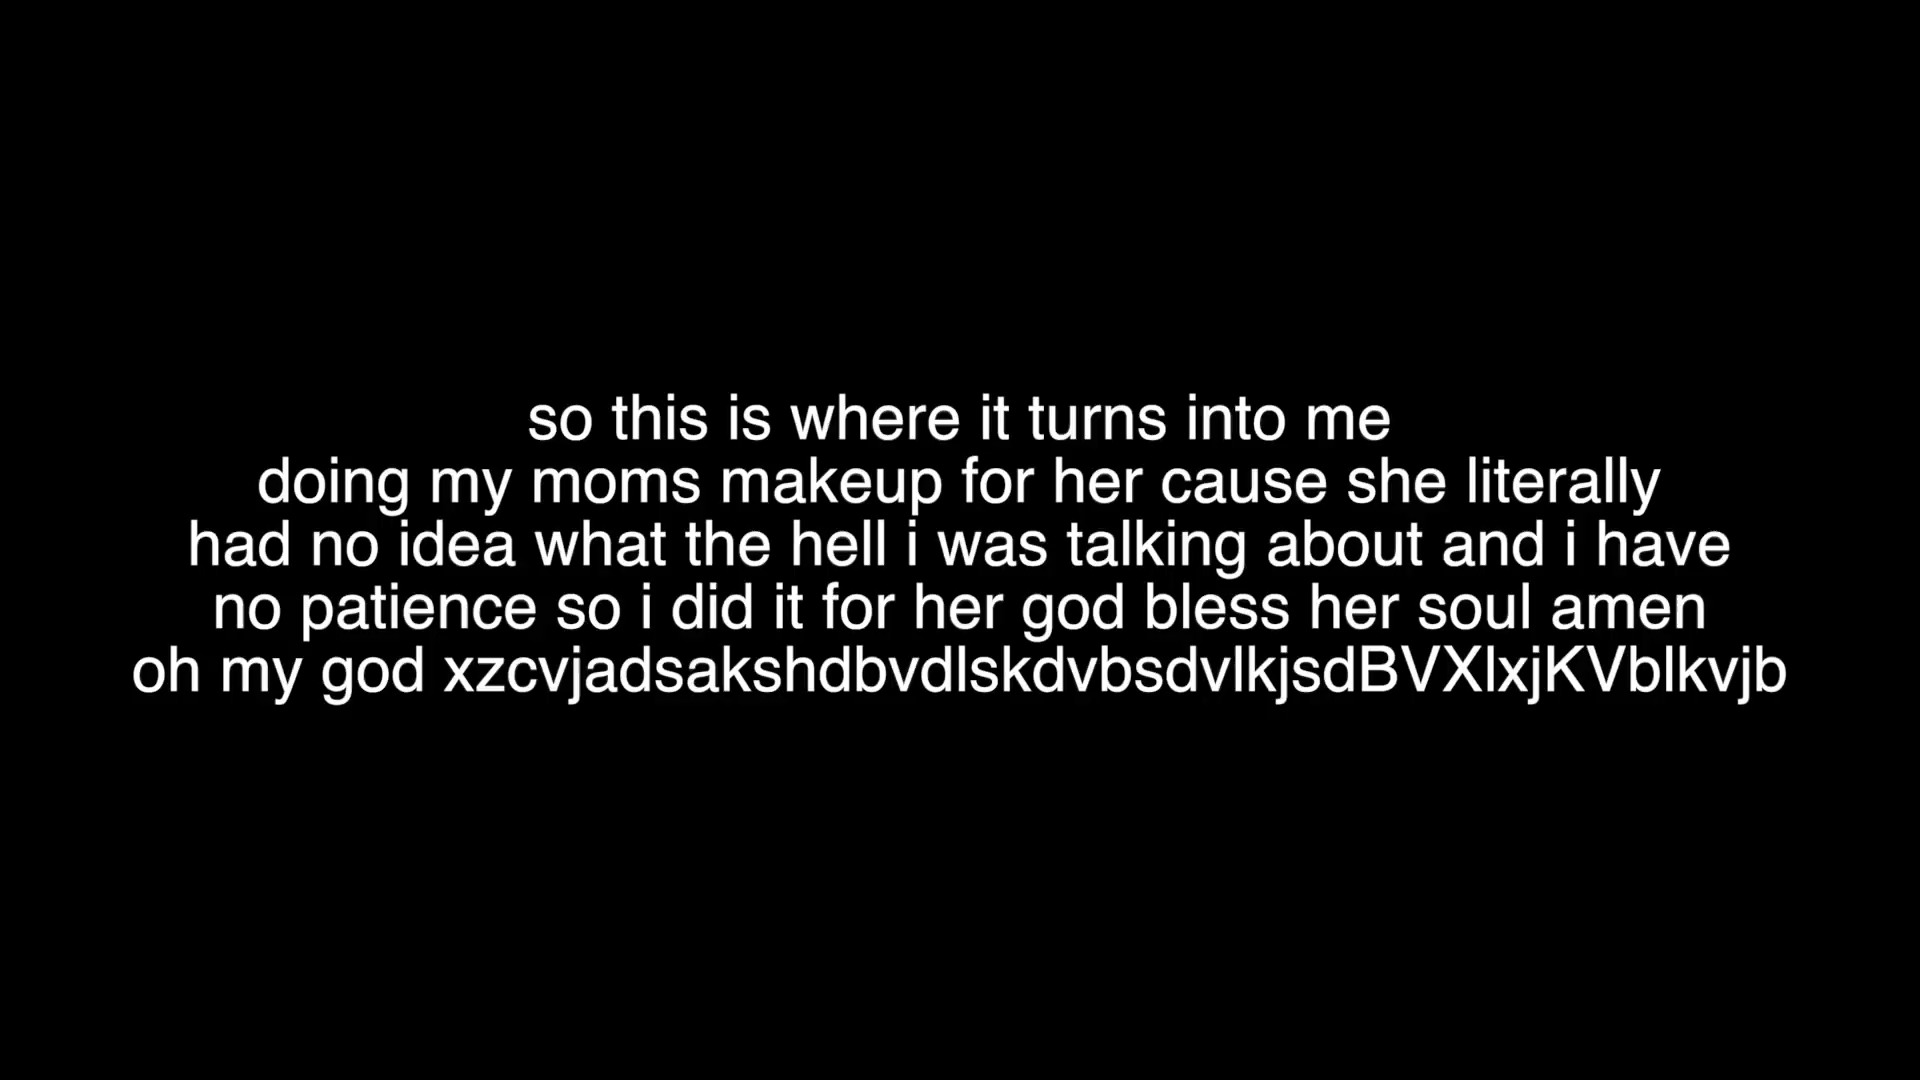 so this is where it turns into me
doing my moms makeup for her cause she literally
had no idea what the hell i was talking about and i have
no patience so i did it for her god bless her soul amen
oh my god xzcvjadsakshdbvdlskdvbsdvlkjsdBVXlxjKVblkvjb